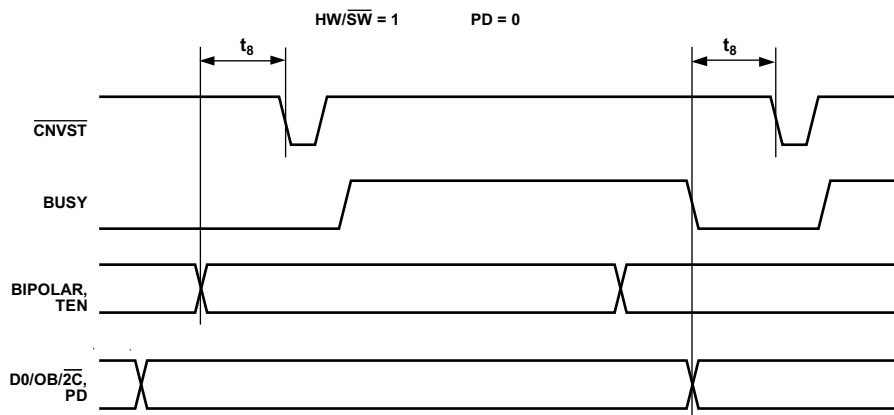 HW/SW = 1 PD = 0
t8 t8
CNVST
BUSY
BIPOLAR,
TEN
D0/OB/2C,
PD